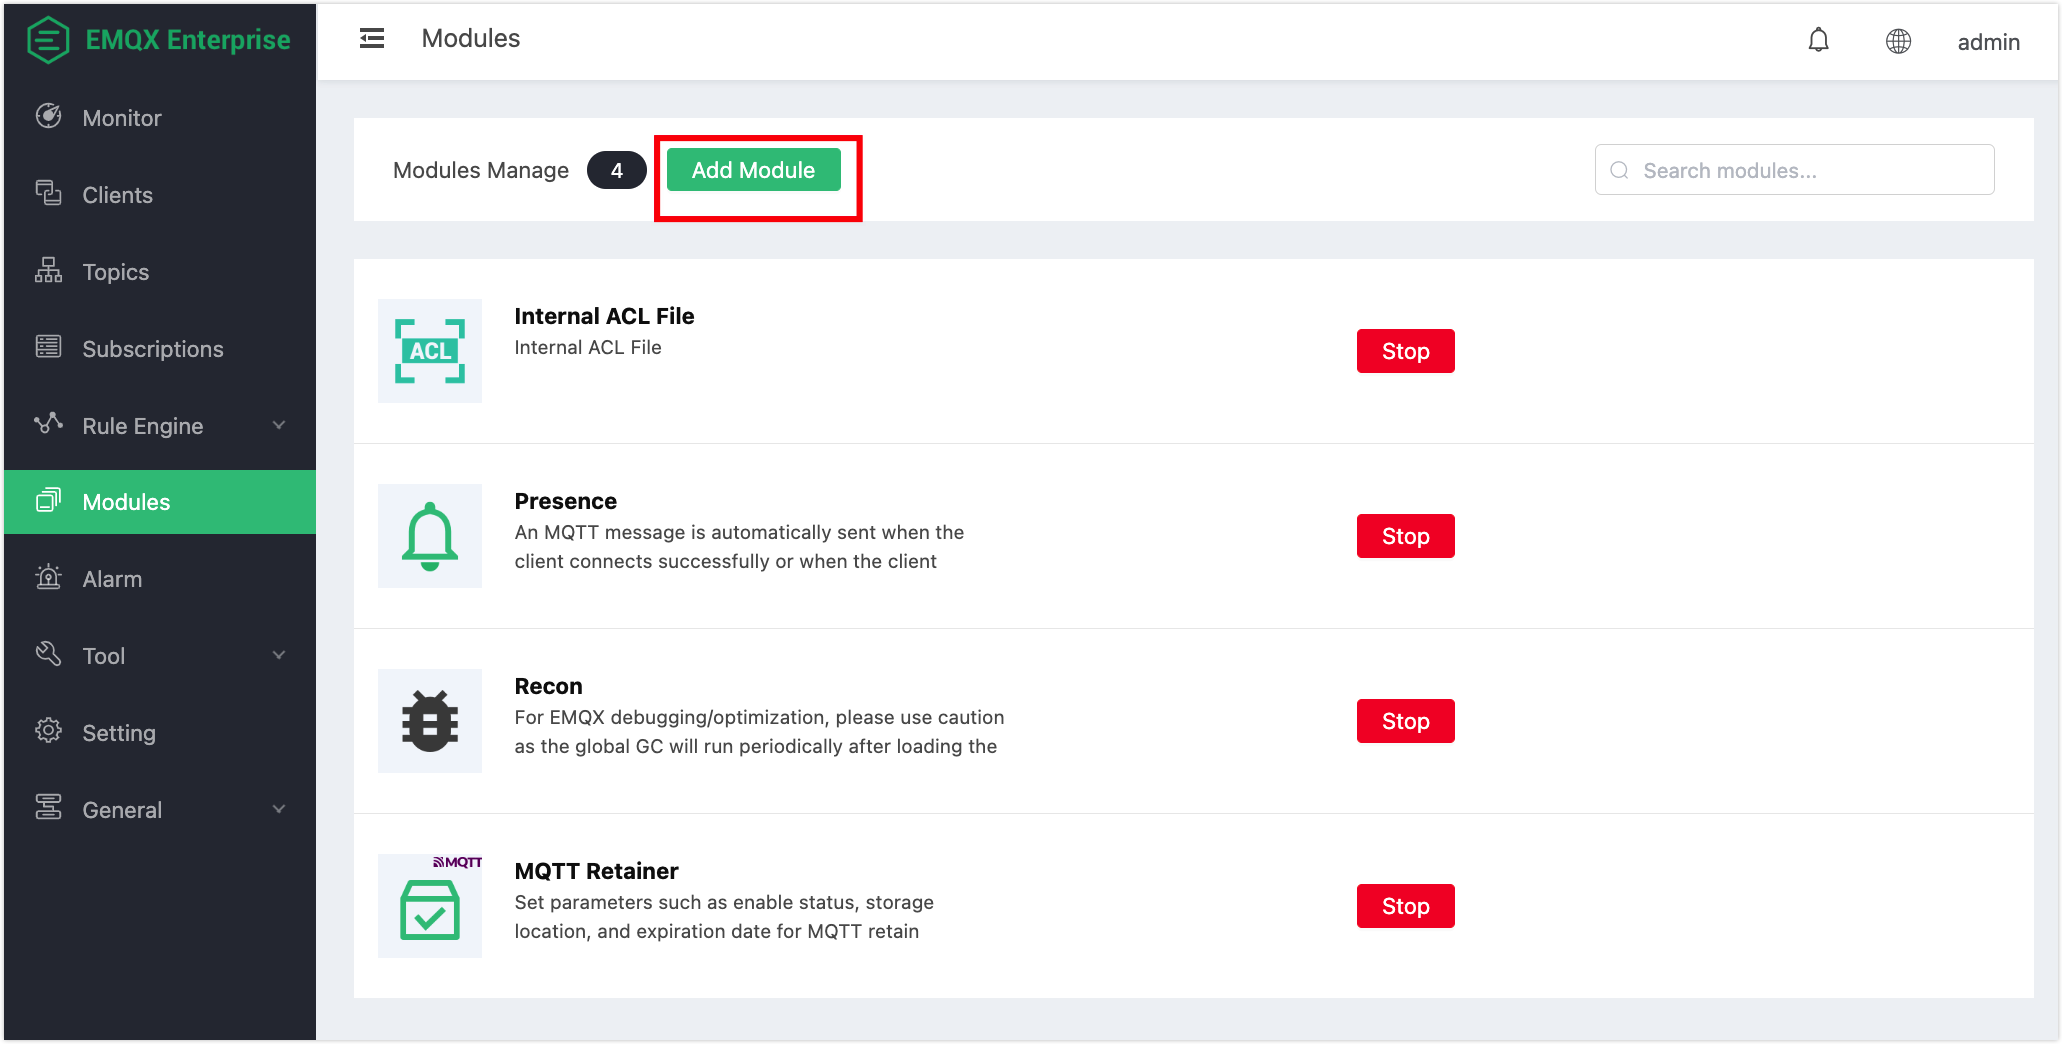 EMQX Enterprise
Modules
admin
Monitor
Clients
Topics
Subscriptions
Rule Engine
Modules
Alarm
Tool
Setting
General
Modules Manage 4 Add Module
Search modules...
Internal ACL File
Internal ACL File
ACL
Stop
Presence
An MQTT message is automatically sent when the
client connects successfully or when the client
Stop
Recon
For EMQX debugging/optimization, please use caution
as the global GC will run periodically after loading the
Stop
MQTT
MQTT Retainer
Set parameters such as enable status, storage
location, and expiration date for MQTT retain
Stop